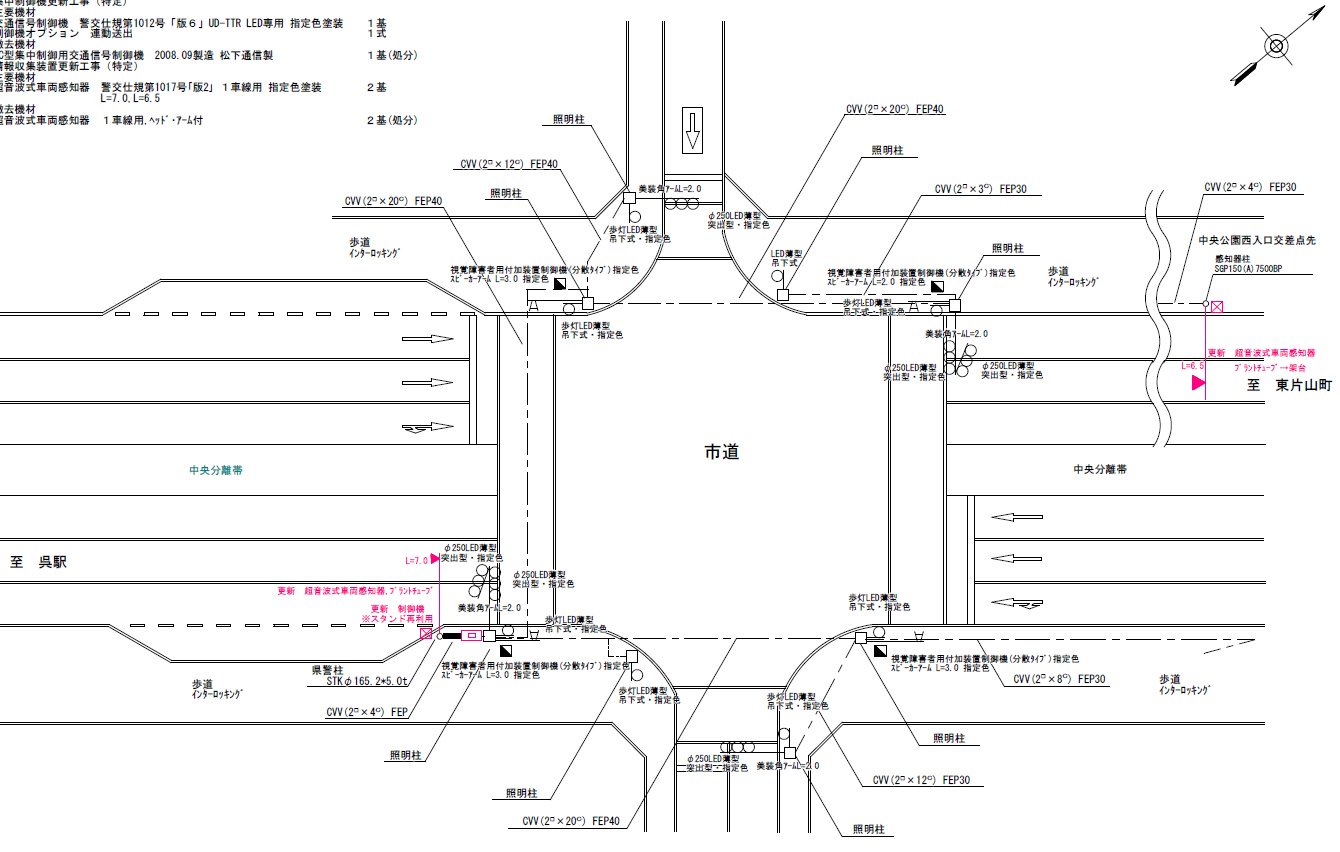 集中制御機更新工事（特定）
主要機材
交通信号制御機　警交仕規第1012号「版６」UD-TTR LED専用 指定色塗装　１基
制御機オプション　連動送出　１式
撤去機材
型集中制御用交通信号制御機　2008.09製造 松下通信製　１基(処分)
情報収集装置更新工事（特定）
主要機材
超音波式車両感知器　警交仕規第1017号｢版2｣ １車線用 指定色塗装　２基
L=7.0,L=6.5
撤去機材
超音波式車両感知器　１車線用,ﾍｯﾄﾞ･ｱｰﾑ付　２基(処分)
照明柱
CVV(2□×20C) FEP40
照明柱
CVV(2□×12C) FEP40
照明柱
CVV(2□×20C) FEP40
美装角ｱｰﾑL=2.0
φ250LED薄型
突出型・指定色
歩灯LED薄型
吊下式・指定色
CVV(2□×3C) FEP30
CVV(2□×4C) FEP30
歩道
ｲﾝﾀｰﾛｯｷﾝｸﾞ
LED薄型
吊下式
照明柱
中央公園西入口交差点先
感知器柱
SGP150(A)7500BP
視覚障害者用付加装置制御機(分散ﾀｲﾌﾟ)指定色
ｽﾋﾟｰｶｰｱｰﾑ L=3.0 指定色
視覚障害者用付加装置制御機(分散ﾀｲﾌﾟ)指定色
ｽﾋﾟｰｶｰｱｰﾑ L=2.0 指定色
歩道
ｲﾝﾀｰﾛｯｷﾝｸﾞ
歩灯LED薄型
吊下式・指定色
歩灯LED薄型
吊下式・指定色
美装角ｱｰﾑL=2.0
φ250LED薄型
突出型・指定色
φ250LED薄型
突出型・指定色
更新　超音波式車両感知器
L=6.5
ﾌﾟﾗﾝﾄﾁｭｰﾌﾞ→架台
至　東片山町
市道
中央分離帯
中央分離帯
至　呉駅
L=7.0
φ250LED薄型
突出型・指定色
φ250LED薄型
突出型・指定色
更新　超音波式車両感知器,ﾌﾟﾗﾝﾄﾁｭｰﾌﾞ
更新　制御機
※スタンド再利用
美装角ｱｰﾑL=2.0
歩灯LED薄型
吊下式・指定色
歩灯LED薄型
吊下式・指定色
視覚障害者用付加装置制御機(分散ﾀｲﾌﾟ)指定色
ｽﾋﾟｰｶｰｱｰﾑ L=3.0 指定色
視覚障害者用付加装置制御機(分散ﾀｲﾌﾟ)指定色
ｽﾋﾟｰｶｰｱｰﾑ L=3.0 指定色
県警柱
STKφ165.2*5.0t
歩道
ｲﾝﾀｰﾛｯｷﾝｸﾞ
CVV(2□×4C) FEP
歩灯LED薄型
吊下式・指定色
歩灯LED薄型
吊下式・指定色
CVV(2□×8C) FEP30
歩道
ｲﾝﾀｰﾛｯｷﾝｸﾞ
照明柱
照明柱
φ250LED薄型
突出型・指定色
美装角ｱｰﾑL=2.0
CVV(2□×12C) FEP30
照明柱
CVV(2□×20C) FEP40
照明柱